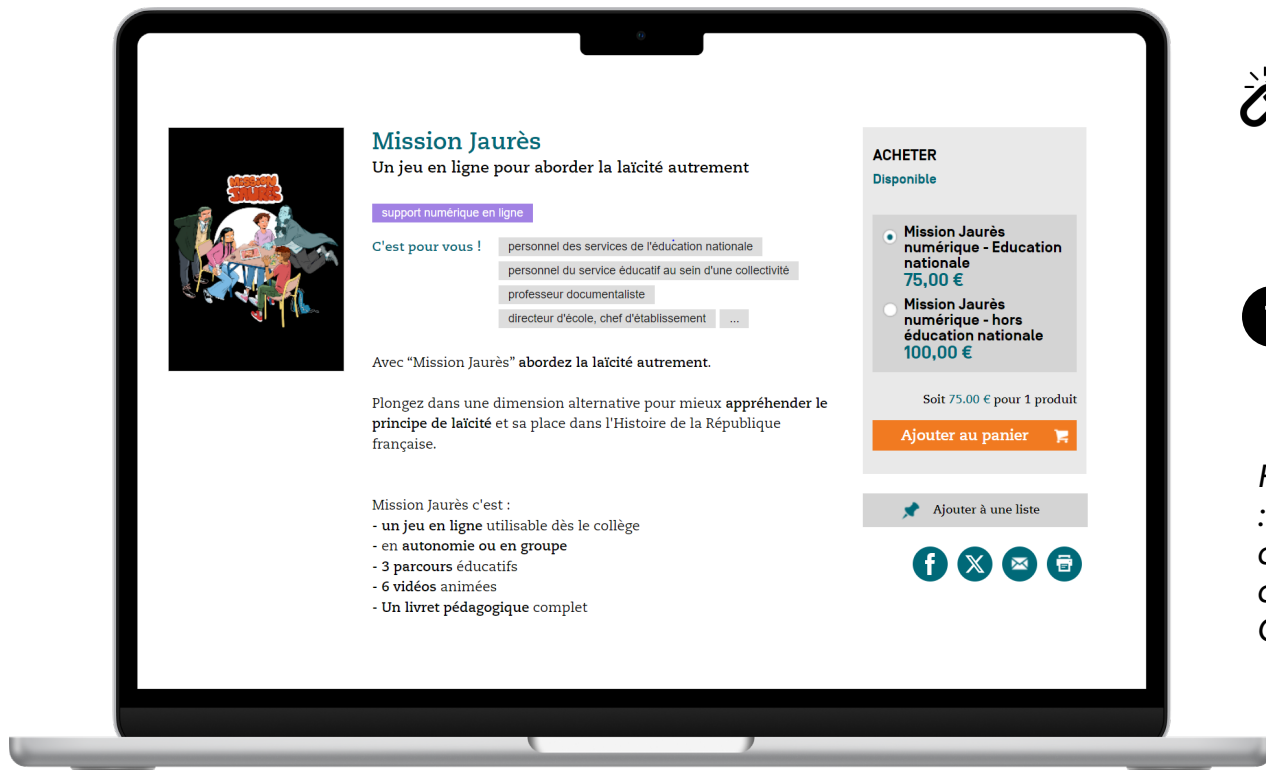 MISSION
JAURÈS
Mission Jaurès
Un jeu en ligne pour aborder la laïcité autrement
support numérique en ligne
C'est pour vous !
personnel des services de l'éducation nationale
personnel du service éducatif au sein d'une collectivité
professeur documentaliste
directeur d'école, chef d'établissement
...
Avec “Mission Jaurès” abordez la laïcité autrement.
Plongez dans une dimension alternative pour mieux appréhender le
principe de laïcité et sa place dans l'Histoire de la République
française.
Mission Jaurès c'est :
- un jeu en ligne utilisable dès le collège
- en autonomie ou en groupe
- 3 parcours éducatifs
- 6 vidéos animées
- Un livret pédagogique complet
ACHETER
Disponible
Mission Jaurès
numérique - Education
nationale
75,00 €
Mission Jaurès
numérique - hors
éducation nationale
100,00 €
Soit 75.00 € pour 1 produit
Ajouter au panier
Ajouter à une liste